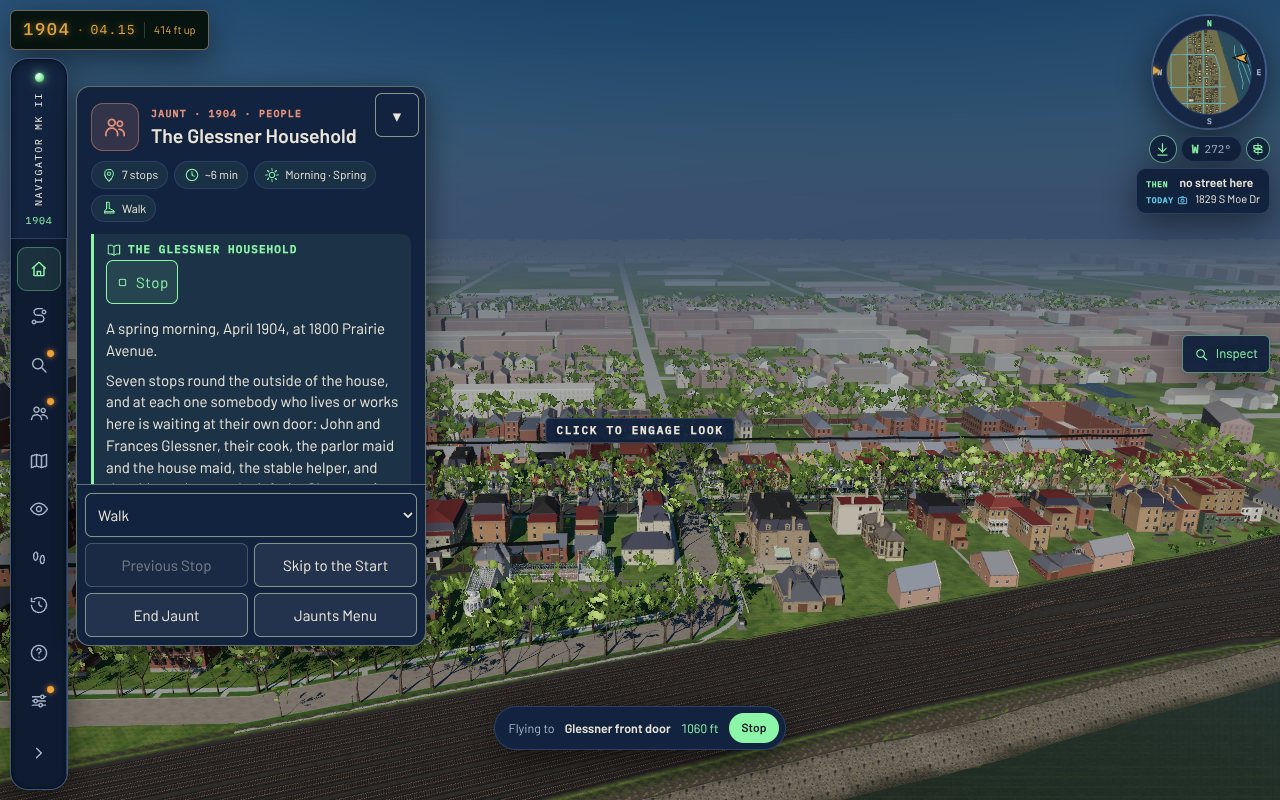 1904 · 04.15 414 ft up
NAVIGATOR MK II
1904
JAUNT · 1904 · PEOPLE
The Glessner Household
▼
7 stops
~6 min
Morning · Spring
Walk
THE GLESSNER HOUSEHOLD
Stop
A spring morning, April 1904, at 1800 Prairie
Avenue.
Seven stops round the outside of the house,
and at each one somebody who lives or works
here is waiting at their own door: John and
Frances Glessner, their cook, the parlor maid
and the house maid, the stable helper, and
Walk
Previous Stop
Skip to the Start
End Jaunt
Jaunts Menu
CLICK TO ENGAGE LOOK
Flying to Glessner front door 1060 ft Stop
N
W
E
S
W 272°
THEN no street here
TODAY 1829 S Moe Dr
Inspect